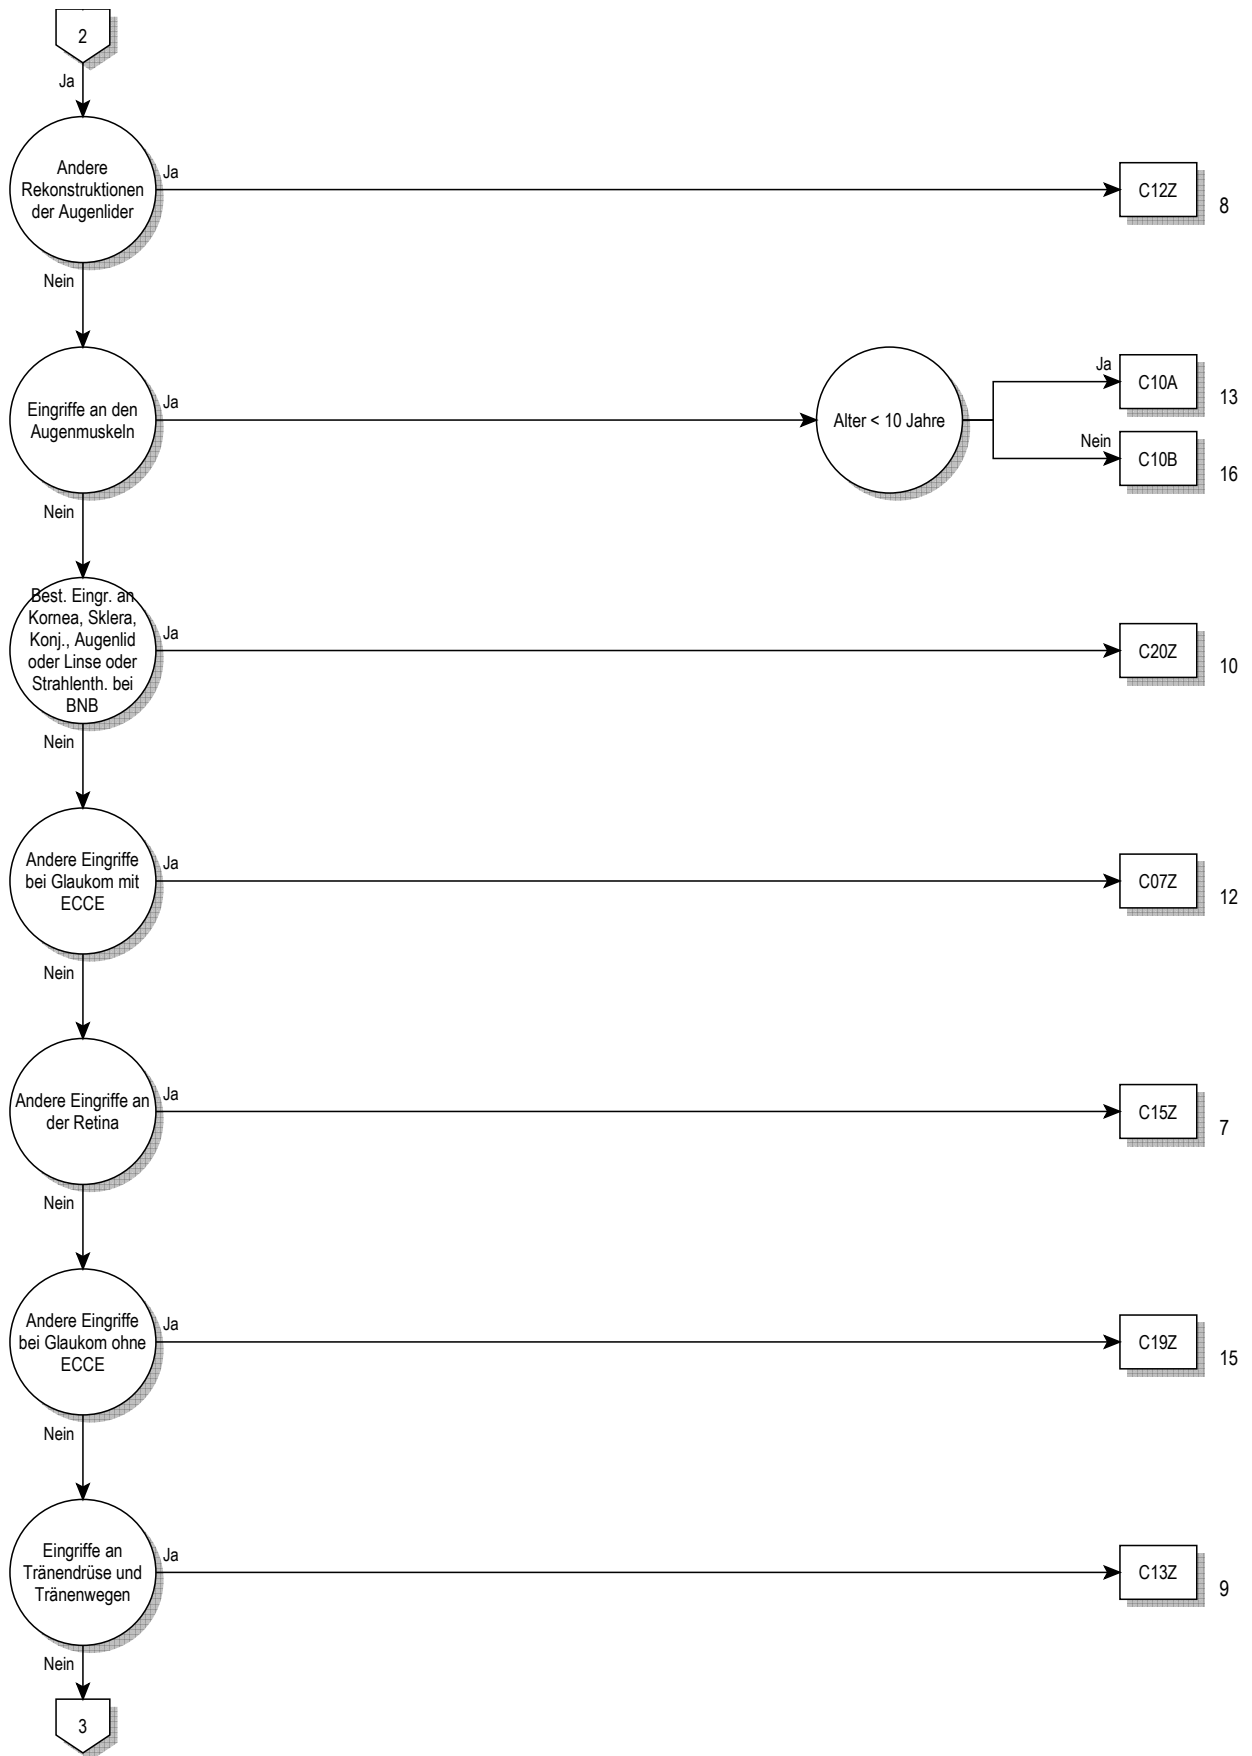 2
Ja
Andere
Rekonstruktionen
der Augenlider
Ja
C12Z
8
Nein
Eingriffe an den
Augenmuskeln
Ja
Alter < 10 Jahre
Ja
C10A
13
Nein
C10B
16
Nein
Best. Eingr. an
Kornea, Sklera,
Konj., Augenlid
oder Linse oder
Strahlenth. bei
BNB
Ja
C20Z
10
Nein
Andere Eingriffe
bei Glaukom mit
ECCE
Ja
C07Z
12
Nein
Andere Eingriffe an
der Retina
Ja
C15Z
7
Nein
Andere Eingriffe
bei Glaukom ohne
ECCE
Ja
C19Z
15
Nein
Eingriffe an
Tränendrüse und
Tränenwegen
Ja
C13Z
9
Nein
3